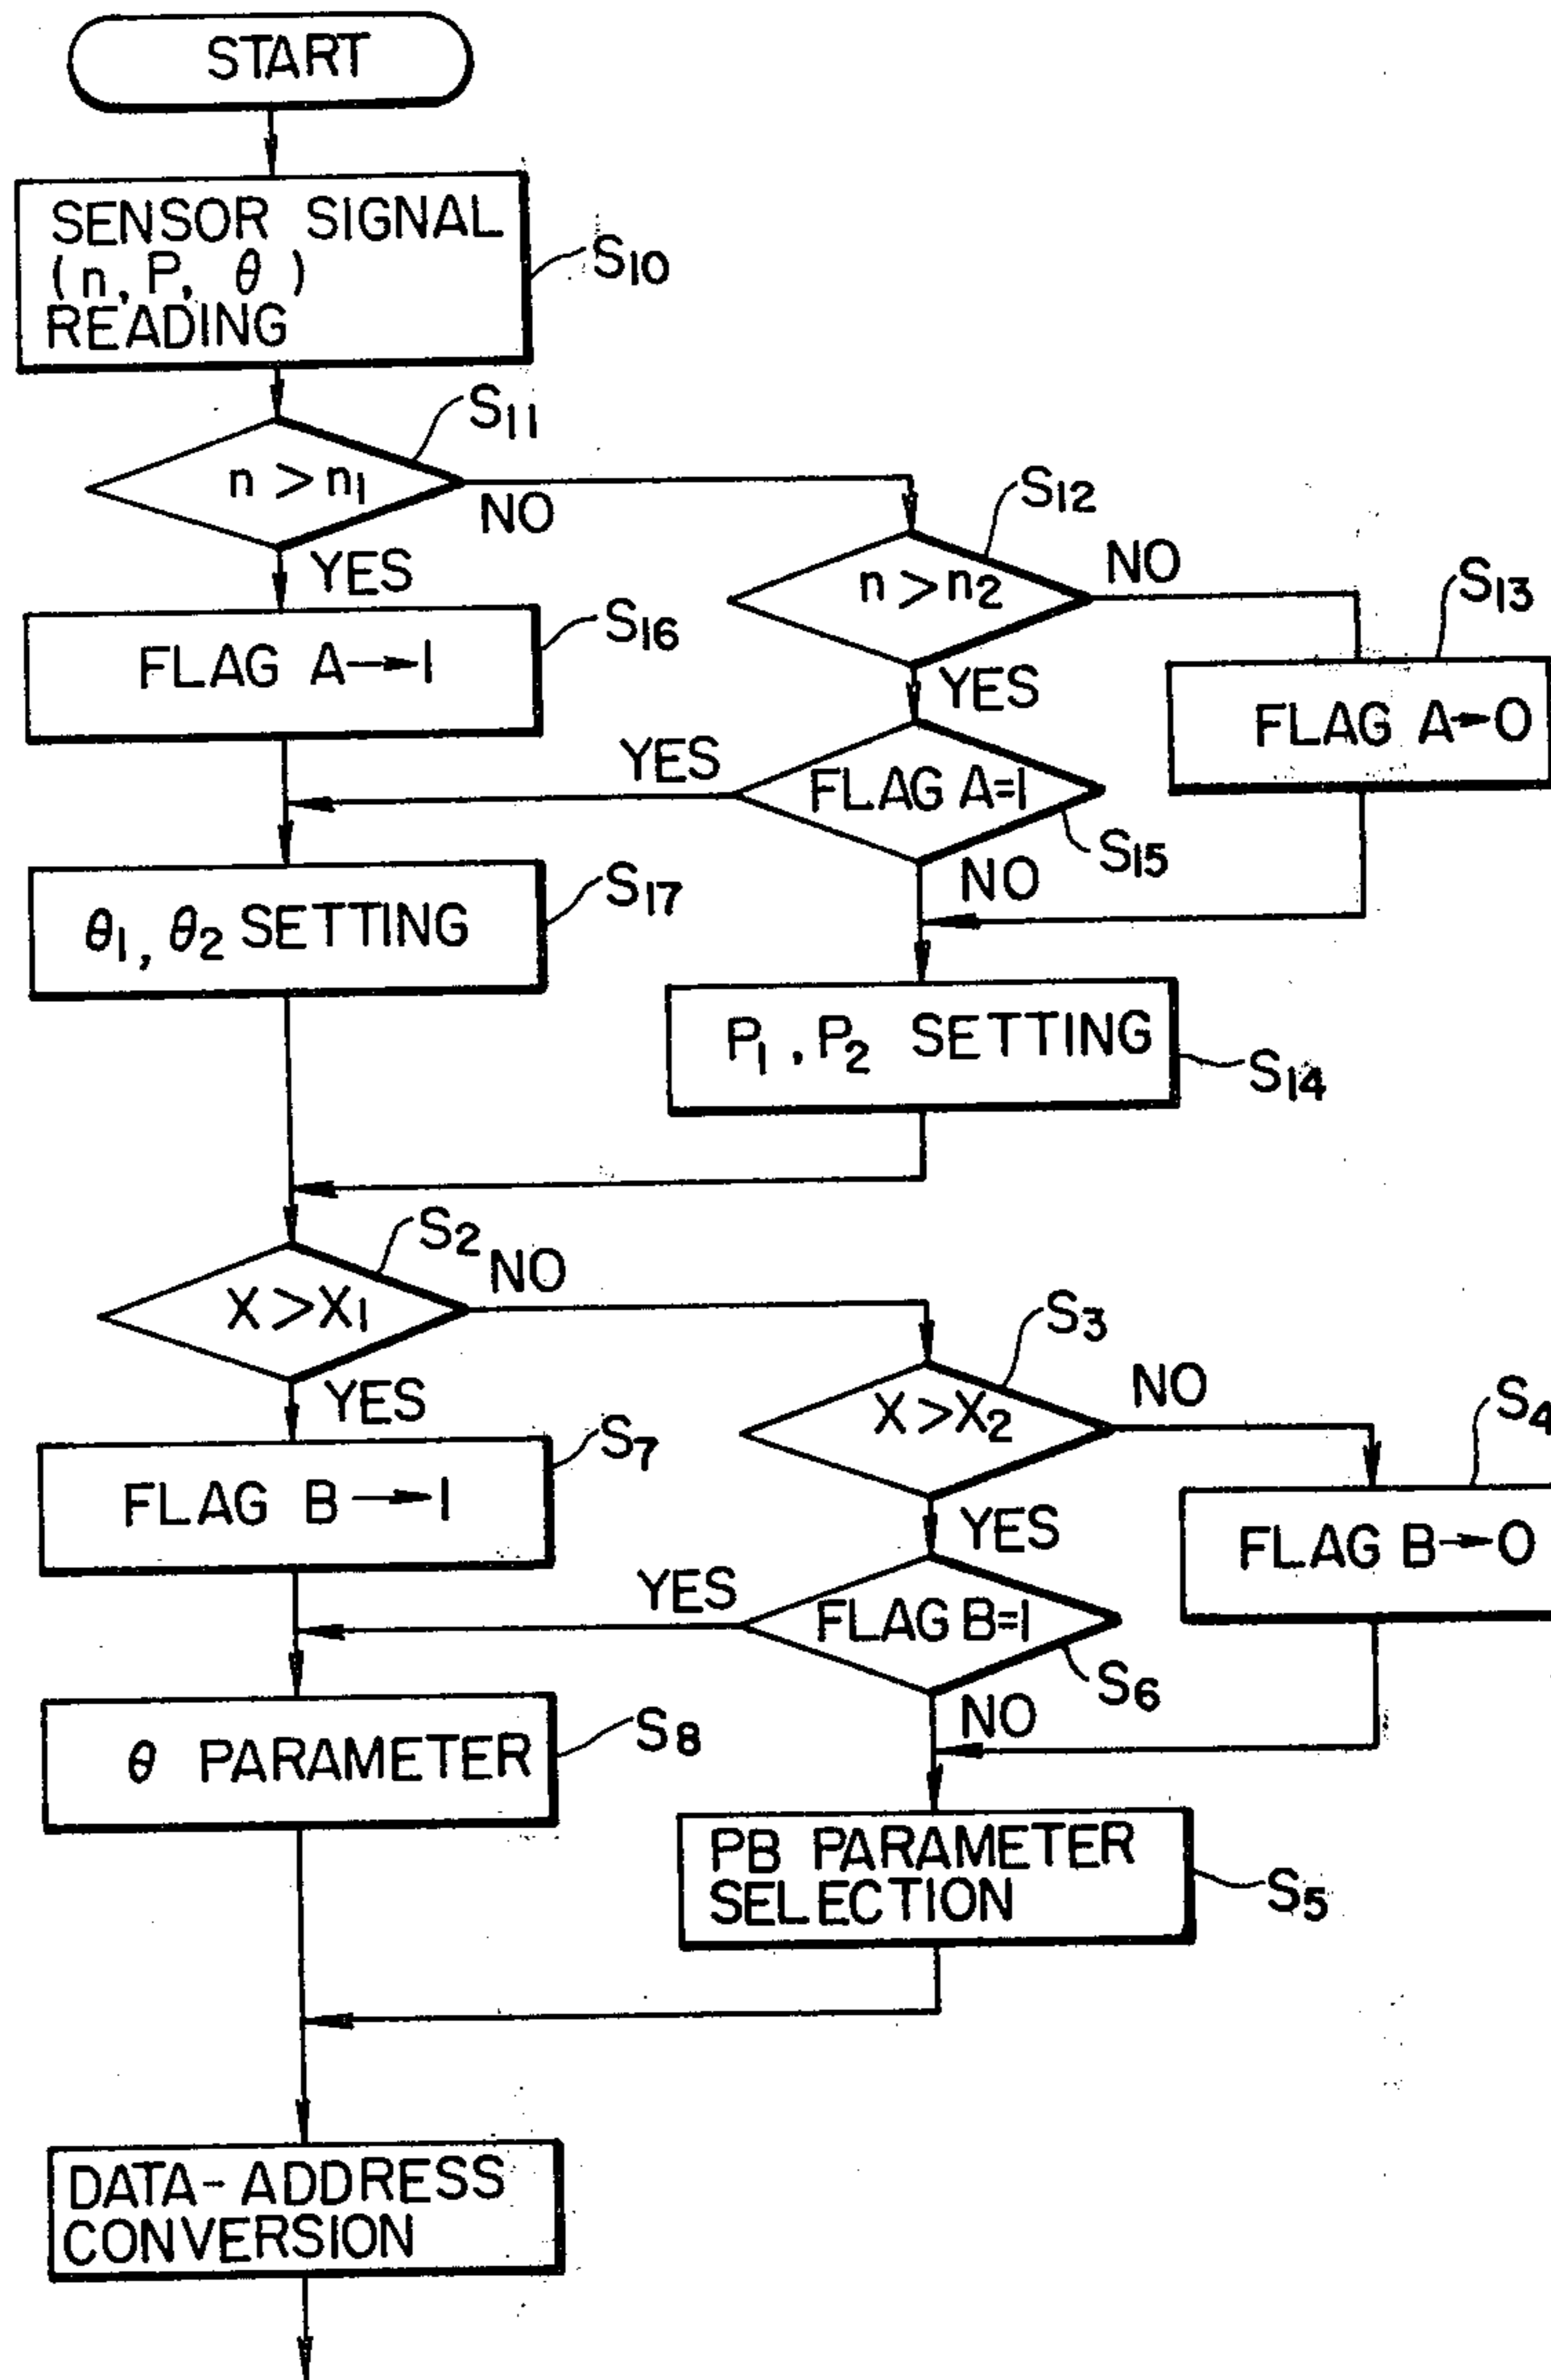 START
SENSOR SIGNAL
(n, P, θ)
READING
S10
S11
n > n1
NO
YES
S12
n > n2
NO
YES
S13
FLAG A→0
S16
FLAG A→1
YES
FLAG A=1
S15
NO
S17
θ1, θ2 SETTING
P1, P2 SETTING
S14
S2
X > X1
NO
YES
S3
X > X2
NO
YES
S4
FLAG B→0
S7
FLAG B→1
YES
FLAG B=1
S6
NO
S8
θ PARAMETER
PB PARAMETER
SELECTION
S5
DATA-ADDRESS
CONVERSION